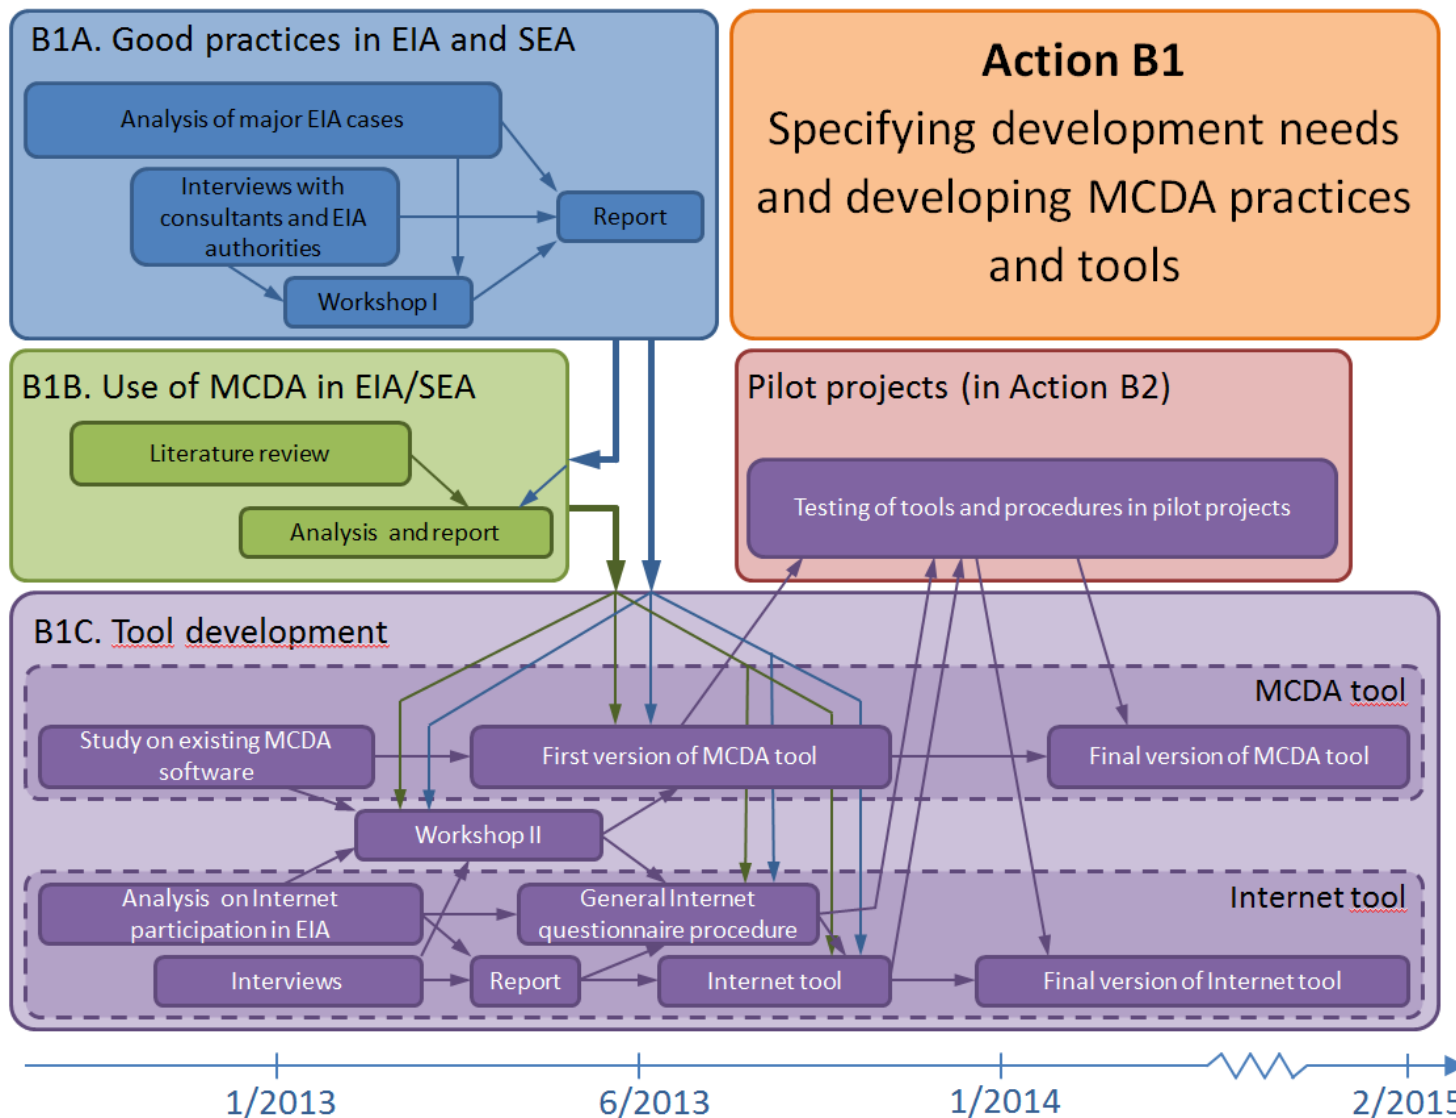 B1A. Good practices in EIA and SEA
Analysis of major EIA cases
Interviews with
consultants and EIA
authorities
Report
Workshop I
Action B1
Specifying development needs
and developing MCDA practices
and tools
B1B. Use of MCDA in EIA/SEA
Literature review
Analysis and report
Pilot projects (in Action B2)
Testing of tools and procedures in pilot projects
B1C. Tool development
MCDA tool
Study on existing MCDA
software
First version of MCDA tool
Final version of MCDA tool
Workshop II
Internet tool
Analysis on Internet
participation in EIA
General Internet
questionnaire procedure
Interviews
Report
Internet tool
Final version of Internet tool
1/2013
6/2013
1/2014
2/2015